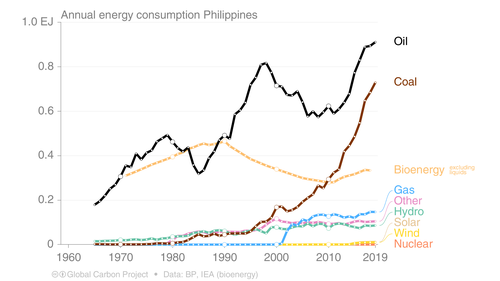 Annual energy consumption Philippines
1.0 EJ
0.8
0.6
0.4
0.2
0
1960
1970
1980
1990
2000
2010
2019
Oil
Coal
Bioenergy excluding liquids
Gas
Other
Hydro
Solar
Wind
Nuclear
Global Carbon Project • Data: BP, IEA (bioenergy)